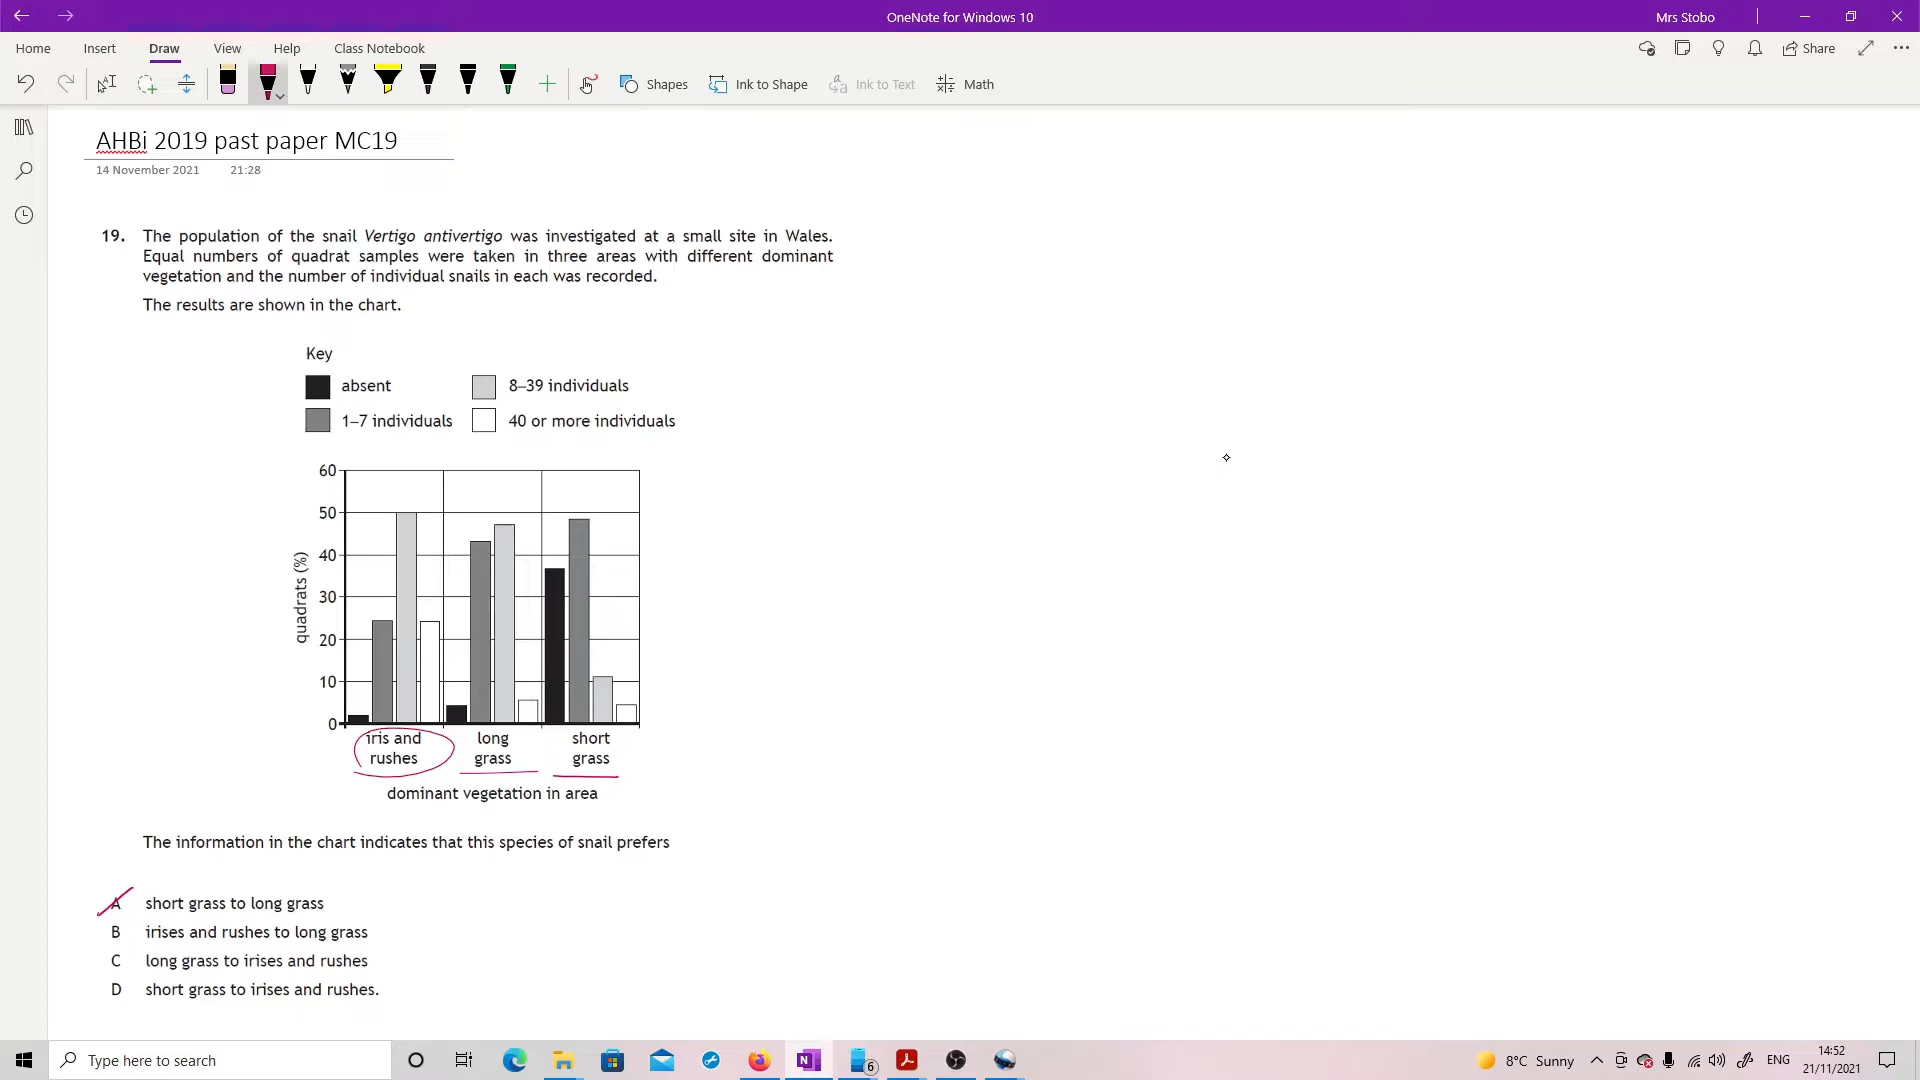 OneNote for Windows 10
Mrs Stobo
Home Insert Draw View Help Class Notebook
Share
Shapes Ink to Shape Ink to Text Math
AHBi 2019 past paper MC19
14 November 2021 21:28
19. The population of the snail Vertigo antivertigo was investigated at a small site in Wales.
Equal numbers of quadrat samples were taken in three areas with different dominant
vegetation and the number of individual snails in each was recorded.
The results are shown in the chart.
Key
absent 8–39 individuals
1–7 individuals 40 or more individuals
60
50
40
30
20
10
0
quadrats (%)
iris and long short
rushes grass grass
dominant vegetation in area
The information in the chart indicates that this species of snail prefers
A short grass to long grass
B irises and rushes to long grass
C long grass to irises and rushes
D short grass to irises and rushes.
Type here to search
6
8°C Sunny
ENG
14:52
21/11/2021